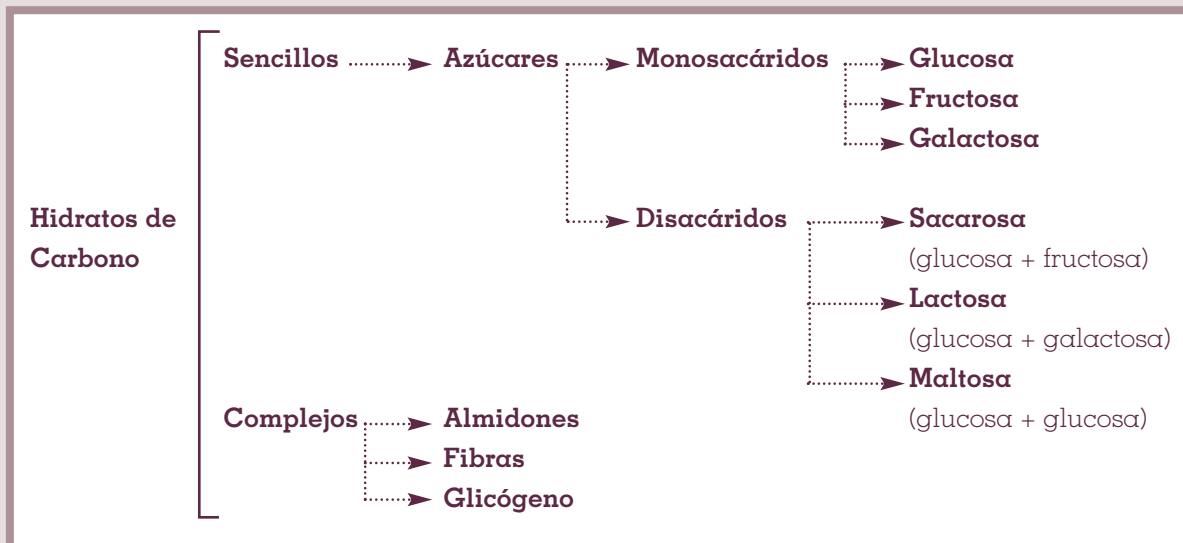 Sencillos Azúcares Monosacáridos Glucosa
Fructosa
Galactosa
Hidratos de
Carbono
Disacáridos Sacarosa
(glucosa + fructosa)
Lactosa
(glucosa + galactosa)
Maltosa
(glucosa + glucosa)
Complejos Almidones
Fibras
Glicógeno